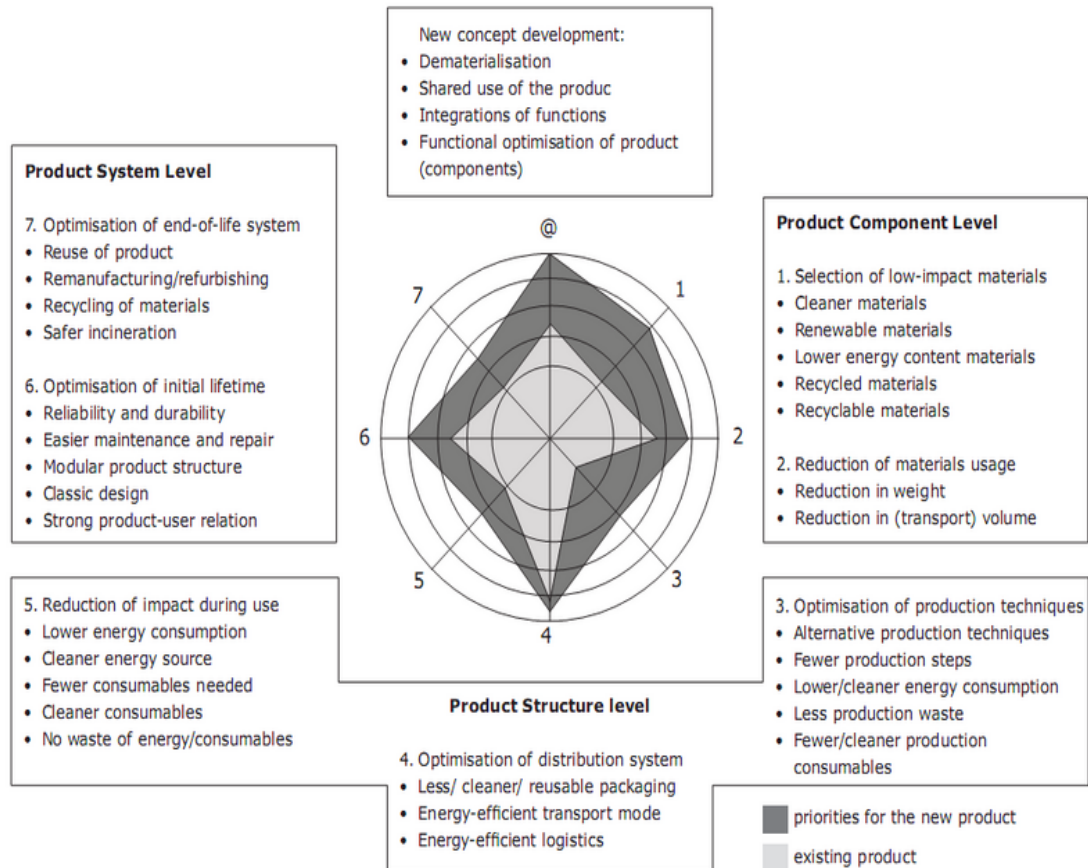 New concept development:
• Dematerialisation
• Shared use of the produc
• Integrations of functions
• Functional optimisation of product
(components)
Product System Level
7. Optimisation of end-of-life system
• Reuse of product
• Remanufacturing/refurbishing
• Recycling of materials
• Safer incineration
6. Optimisation of initial lifetime
• Reliability and durability
• Easier maintenance and repair
• Modular product structure
• Classic design
• Strong product-user relation
@
1
2
3
4
5
6
7
Product Component Level
1. Selection of low-impact materials
• Cleaner materials
• Renewable materials
• Lower energy content materials
• Recycled materials
• Recyclable materials
2. Reduction of materials usage
• Reduction in weight
• Reduction in (transport) volume
5. Reduction of impact during use
• Lower energy consumption
• Cleaner energy source
• Fewer consumables needed
• Cleaner consumables
• No waste of energy/consumables
Product Structure level
4. Optimisation of distribution system
• Less/ cleaner/ reusable packaging
• Energy-efficient transport mode
• Energy-efficient logistics
3. Optimisation of production techniques
• Alternative production techniques
• Fewer production steps
• Lower/cleaner energy consumption
• Less production waste
• Fewer/cleaner production
consumables
priorities for the new product
existing product